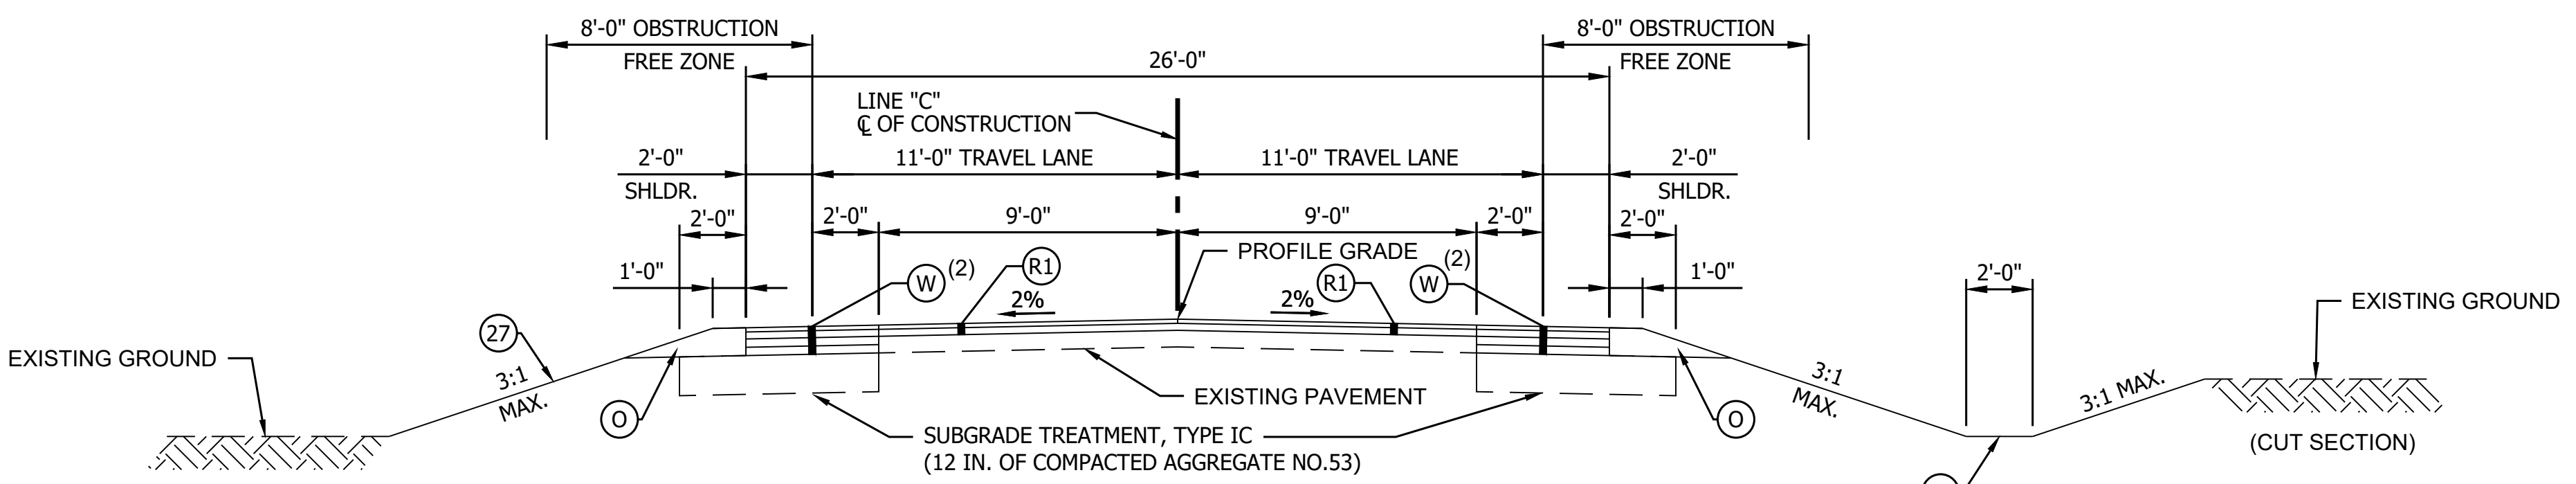 8'-0" OBSTRUCTION
FREE ZONE
8'-0" OBSTRUCTION
FREE ZONE
26'-0"
LINE "C"
℄ OF CONSTRUCTION
2'-0"
SHLDR.
11'-0" TRAVEL LANE
11'-0" TRAVEL LANE
2'-0"
SHLDR.
2'-0"
2'-0"
9'-0"
9'-0"
2'-0"
2'-0"
1'-0"
W (2)
R1
2%
PROFILE GRADE
2%
R1
W (2)
1'-0"
2'-0"
EXISTING GROUND
27
3:1
MAX.
EXISTING GROUND
O
EXISTING PAVEMENT
SUBGRADE TREATMENT, TYPE IC
(12 IN. OF COMPACTED AGGREGATE NO.53)
O
3:1
MAX.
3:1 MAX.
(CUT SECTION)